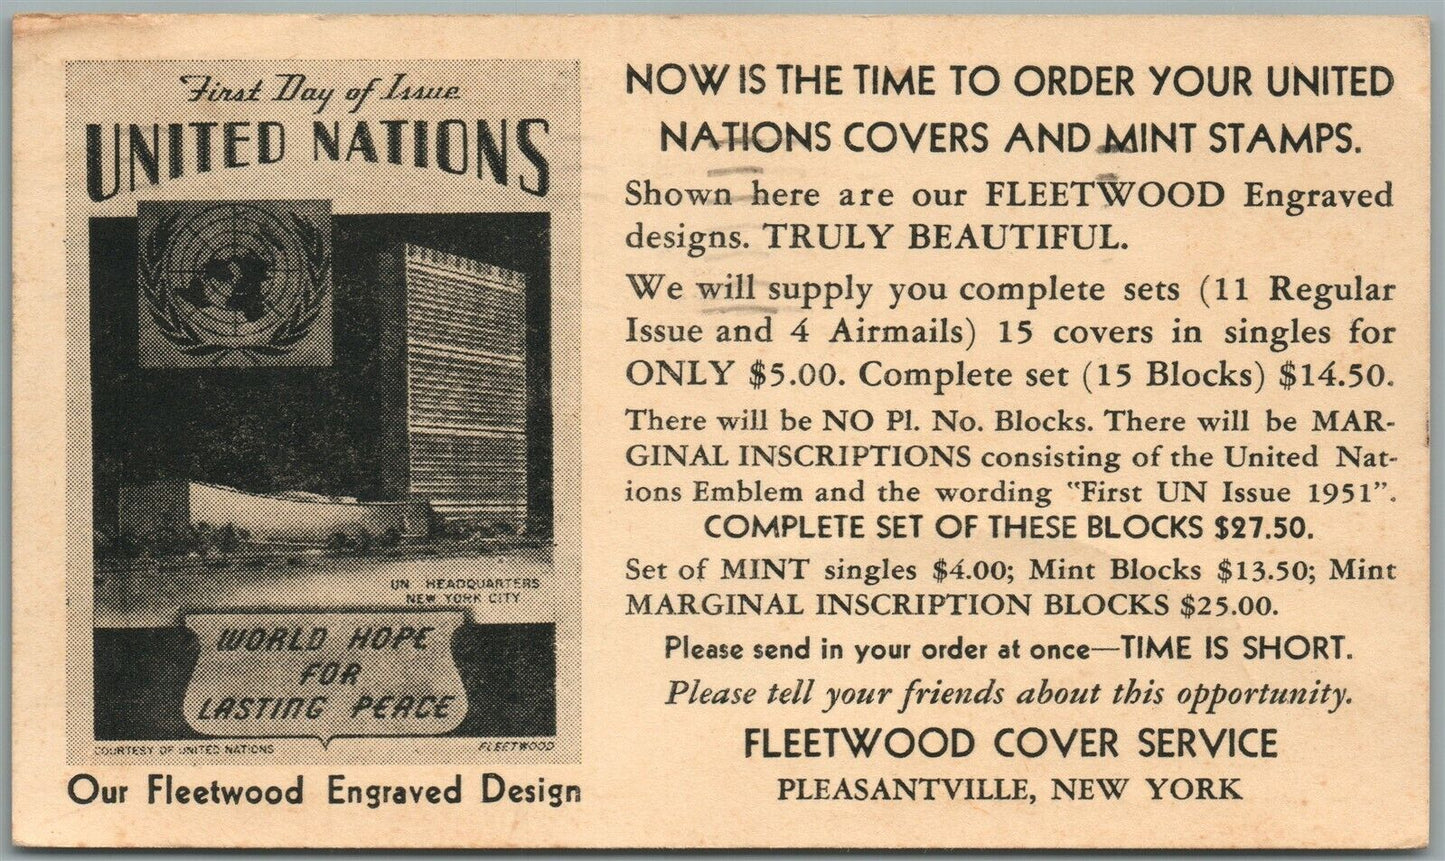 First Day of Issue
UNITED NATIONS
UN HEADQUARTERS
NEW YORK CITY
WORLD HOPE
FOR
LASTING PEACE
COURTESY OF UNITED NATIONS
FLEETWOOD
Our Fleetwood Engraved Design
NOW IS THE TIME TO ORDER YOUR UNITED
NATIONS COVERS AND MINT STAMPS.
Shown here are our FLEETWOOD Engraved
designs. TRULY BEAUTIFUL.
We will supply you complete sets (11 Regular
Issue and 4 Airmails) 15 covers in singles for
ONLY $5.00. Complete set (15 Blocks) $14.50.
There will be NO Pl. No. Blocks. There will be MAR-
GINAL INSCRIPTIONS consisting of the United Nat-
ions Emblem and the wording "First UN Issue 1951".
COMPLETE SET OF THESE BLOCKS $27.50.
Set of MINT singles $4.00; Mint Blocks $13.50; Mint
MARGINAL INSCRIPTION BLOCKS $25.00.
Please send in your order at once—TIME IS SHORT.
Please tell your friends about this opportunity.
FLEETWOOD COVER SERVICE
PLEASANTVILLE, NEW YORK